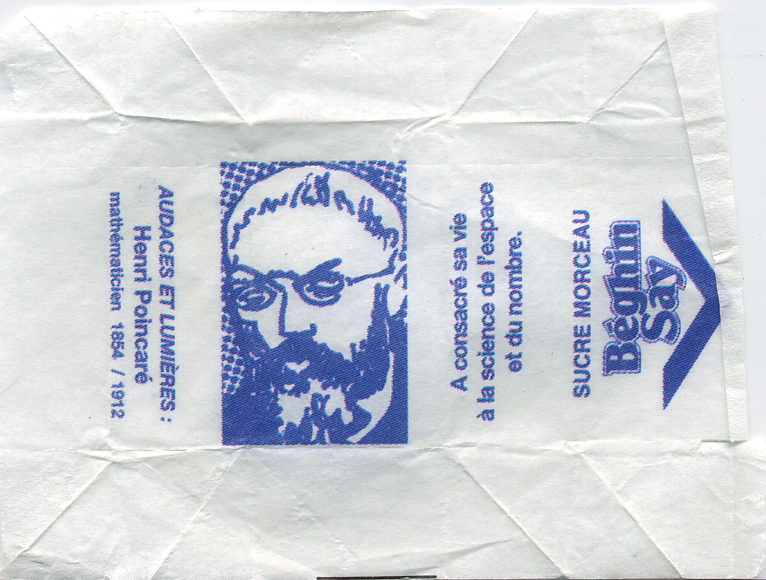 AUDACES ET LUMIÈRES :
Henri Poincaré
mathématicien 1854 / 1912
A consacré sa vie
à la science de l'espace
et du nombre.
SUCRE MORCEAU
Béghin
Say